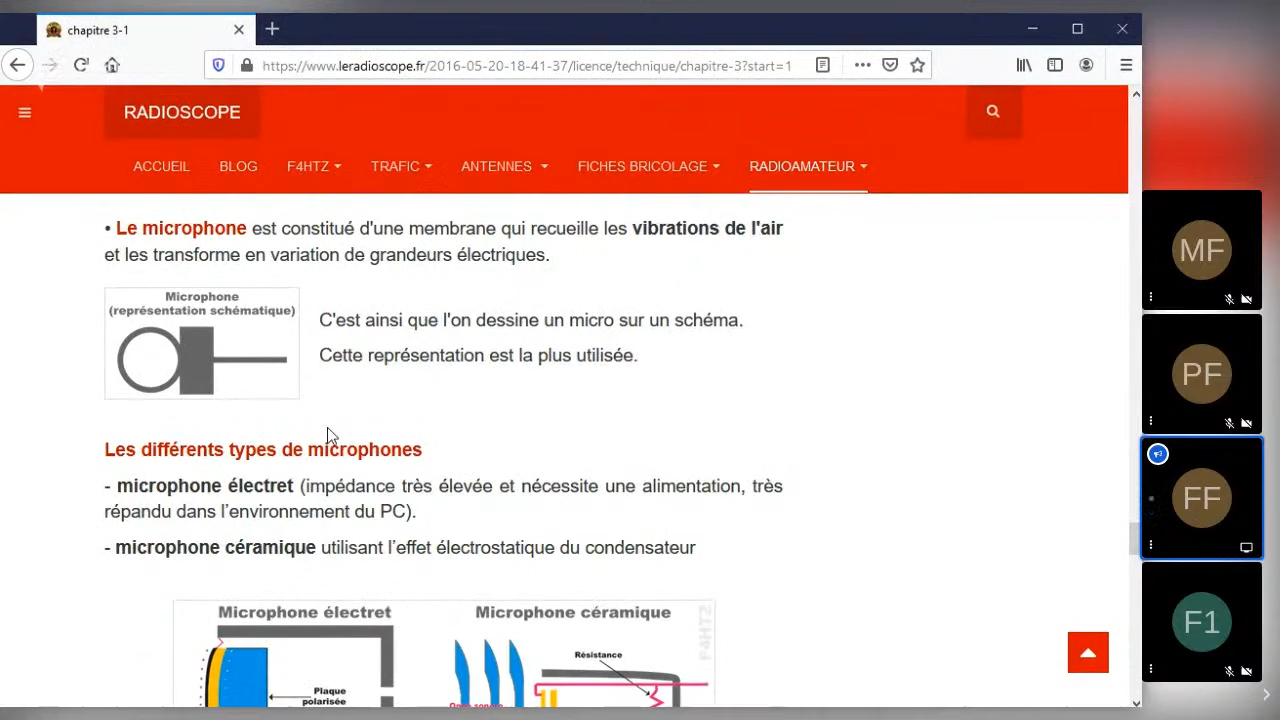 chapitre 3-1
https://www.leradioscope.fr/2016-05-20-18-41-37/licence/technique/chapitre-3?start=1
RADIOSCOPE
ACCUEIL BLOG F4HTZ TRAFIC ANTENNES FICHES BRICOLAGE RADIOAMATEUR
• Le microphone est constitué d'une membrane qui recueille les vibrations de l'air
et les transforme en variation de grandeurs électriques.
Microphone
(représentation schématique)
C'est ainsi que l'on dessine un micro sur un schéma.
Cette représentation est la plus utilisée.
Les différents types de microphones
- microphone électret (impédance très élevée et nécessite une alimentation, très
répandu dans l’environnement du PC).
- microphone céramique utilisant l’effet électrostatique du condensateur
Microphone électret
Microphone céramique
F4HTZ
Résistance
Plaque
polarisée
MF
PF
FF
F1